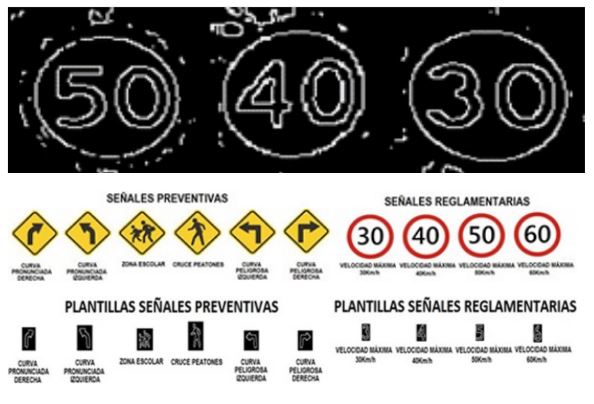 50 40 30
SEÑALES PREVENTIVAS
CURVA
PRONUNCIADA
DERECHA
CURVA
PRONUNCIADA
IZQUIERDA
ZONA ESCOLAR
CRUCE PEATONES
CURVA
PELIGROSA
IZQUIERDA
CURVA
PELIGROSA
DERECHA
SEÑALES REGLAMENTARIAS
30 40 50 60
VELOCIDAD MÁXIMA
30Km/h
VELOCIDAD MÁXIMA
40Km/h
VELOCIDAD MÁXIMA
50Km/h
VELOCIDAD MÁXIMA
60Km/h
PLANTILLAS SEÑALES PREVENTIVAS
CURVA
PRONUNCIADA
DERECHA
CURVA
PRONUNCIADA
IZQUIERDA
ZONA ESCOLAR
CRUCE PEATONES
CURVA
PELIGROSA
IZQUIERDA
CURVA
PELIGROSA
DERECHA
PLANTILLAS SEÑALES REGLAMENTARIAS
VELOCIDAD MÁXIMA
30Km/h
VELOCIDAD MÁXIMA
40Km/h
VELOCIDAD MÁXIMA
50Km/h
VELOCIDAD MÁXIMA
60Km/h